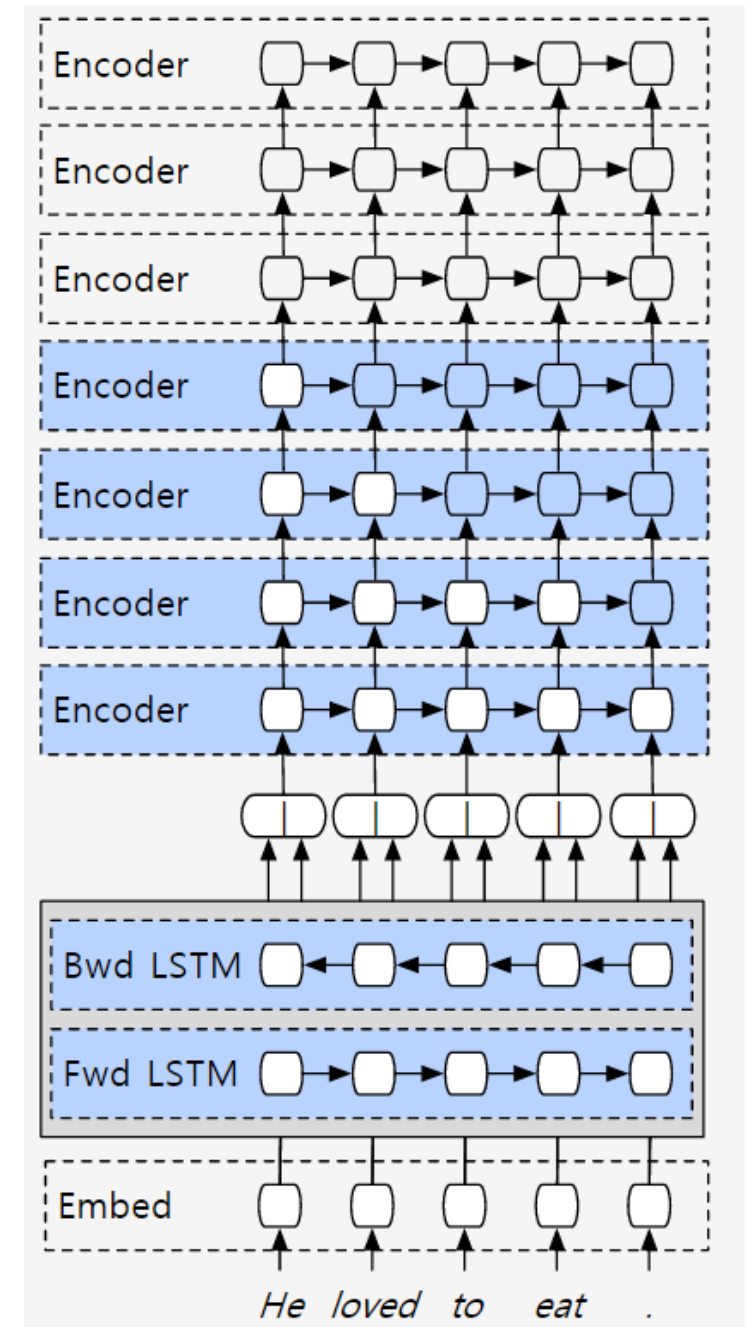 Encoder
Encoder
Encoder
Encoder
Encoder
Encoder
Encoder
Bwd LSTM
Fwd LSTM
Embed
He loved to eat .